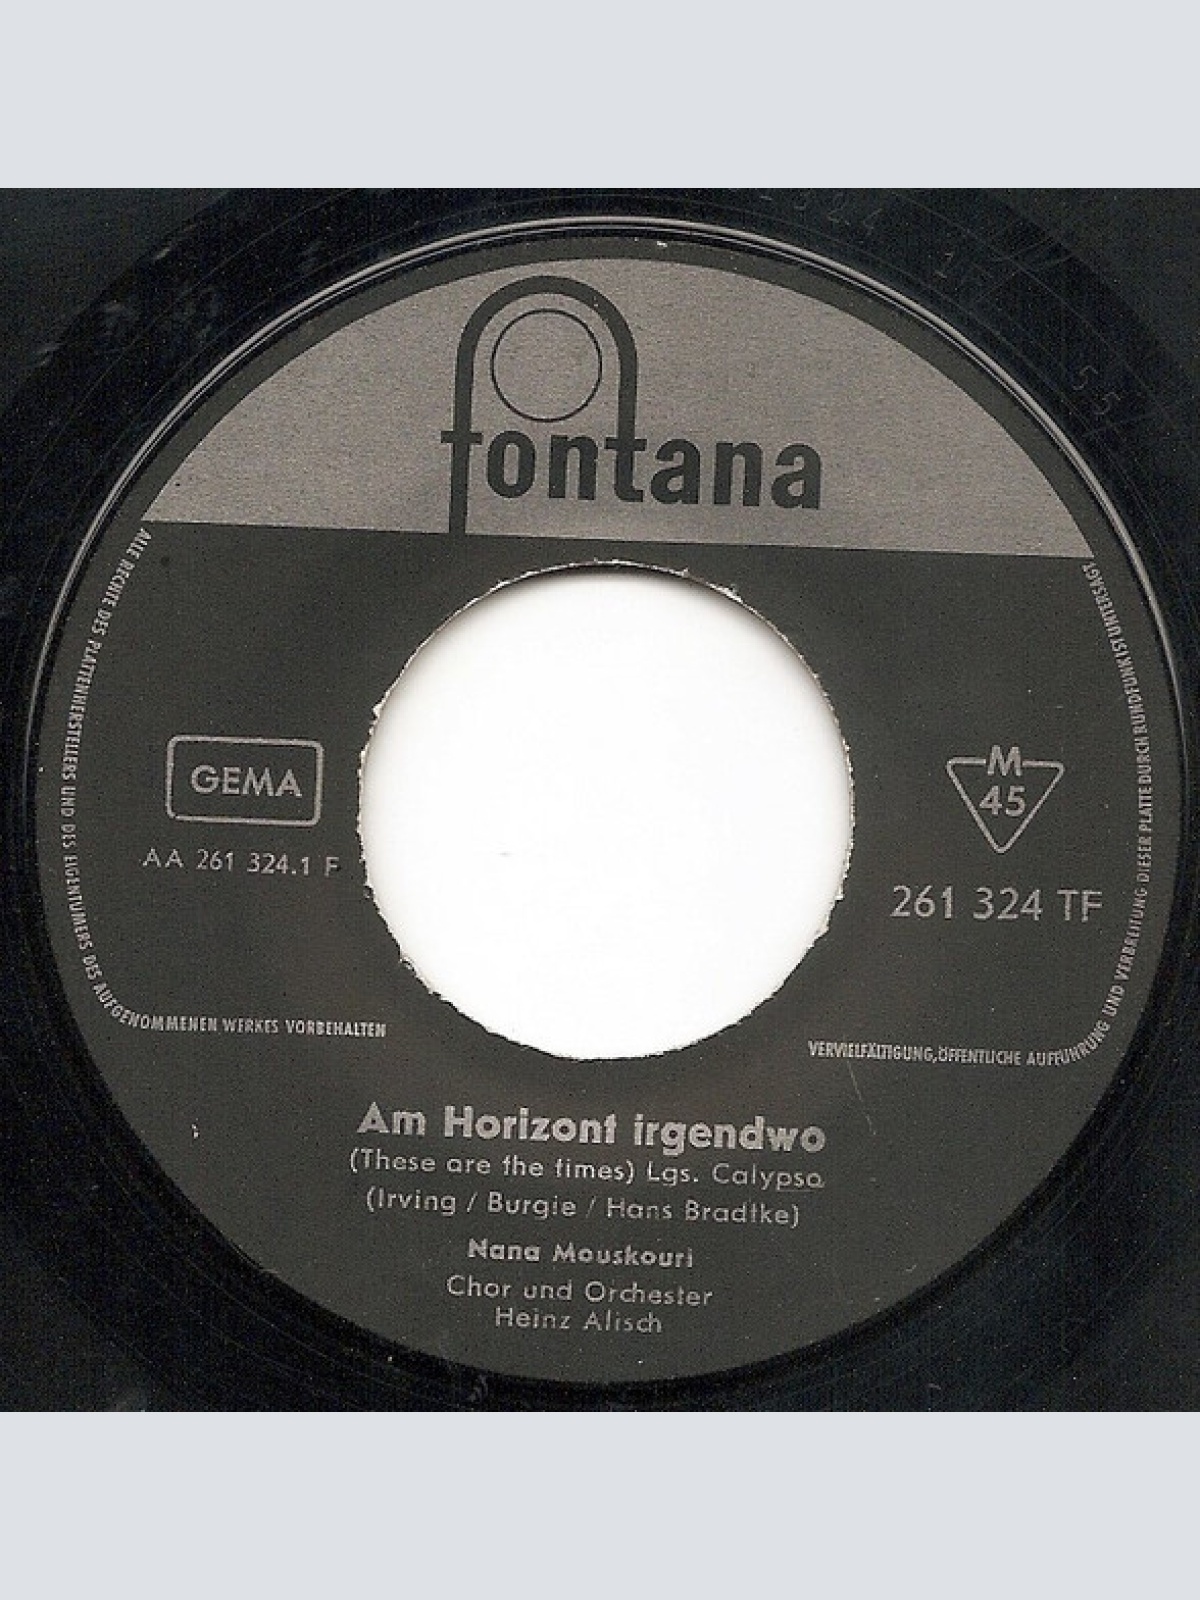 fontana
ALLE RECHTE DES PLATTENHERSTELLERS UND DES EIGENTÜMERS DES AUFGENOMMENEN WERKES VORBEHALTEN
VERVIELFÄLTIGUNG, ÖFFENTLICHE AUFFÜHRUNG UND VERBREITUNG DIESER PLATTE DURCH RUNDFUNK IST UNTERSAGT
GEMA
AA 261 324.1 F
M
45
261 324 TF
Am Horizont irgendwo
(These are the times) Lgs. Calypso
(Irving / Burgie / Hans Bradtke)
Nana Mouskouri
Chor und Orchester
Heinz Alisch